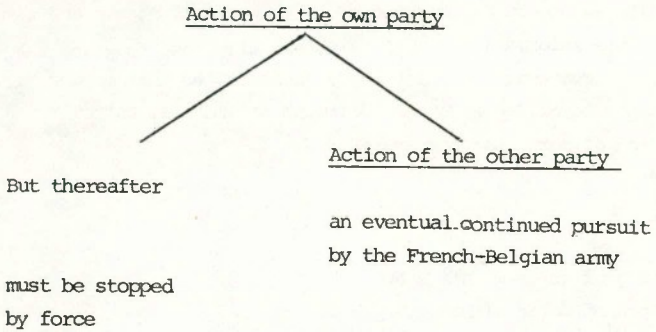 Action of the own party
Action of the other party
But thereafter
an eventual continued pursuit
by the French-Belgian army
must be stopped
by force